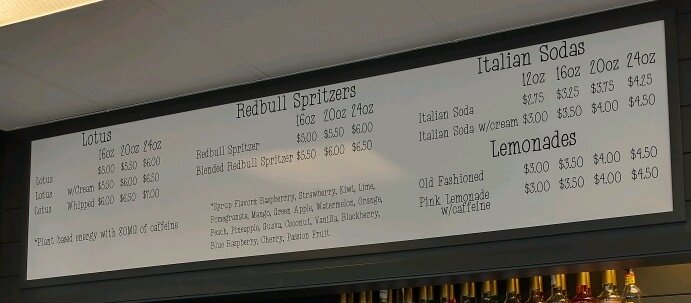 Lotus
16oz 20oz 24oz
Lotus $5.00 $5.50 $6.00
Lotus w/Cream $5.50 $6.00 $6.50
Lotus Whipped $6.00 $6.50 $7.00
*Plant based energy with 80MG of caffeine
Redbull Spritzers
16oz 20oz 24oz
Redbull Spritzer $5.00 $5.50 $6.00
Blended Redbull Spritzer $5.50 $6.00 $6.50
*Syrup Flavors Raspberry, Strawberry, Kiwi, Lime,
Pomegranate, Mango, Green Apple, Watermelon, Orange,
Peach, Pineapple, Guava, Coconut, Vanilla, Blackberry,
Blue Raspberry, Cherry, Passion Fruit
Italian Sodas
12oz 16oz 20oz 24oz
Italian Soda $2.75 $3.25 $3.75 $4.25
Italian Soda w/cream $3.00 $3.50 $4.00 $4.50
Lemonades
Old Fashioned $3.00 $3.50 $4.00 $4.50
Pink Lemonade $3.00 $3.50 $4.00 $4.50
w/caffeine